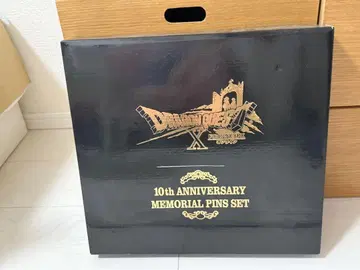 DRAGON QUEST
X
10th ANNIVERSARY
MEMORIAL PINS SET